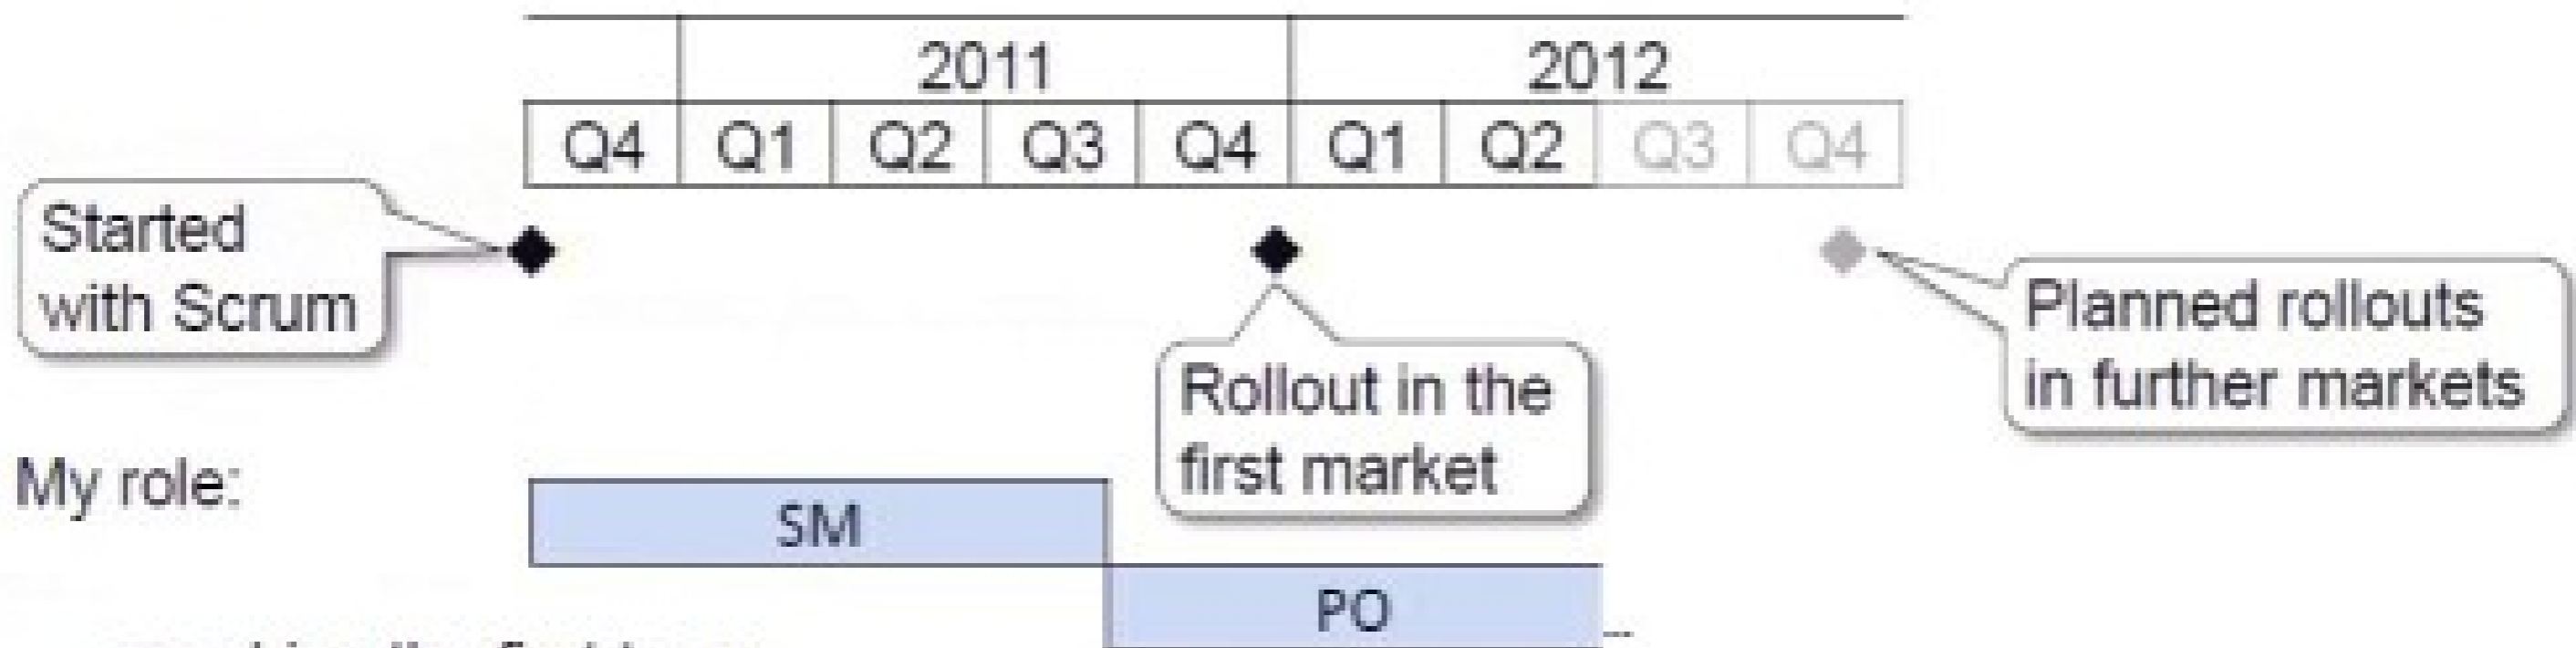 2011 2012
Q4 Q1 Q2 Q3 Q4 Q1 Q2 Q3 Q4
Started
with Scrum
Rollout in the
first market
Planned rollouts
in further markets
My role:
SM
PO
...